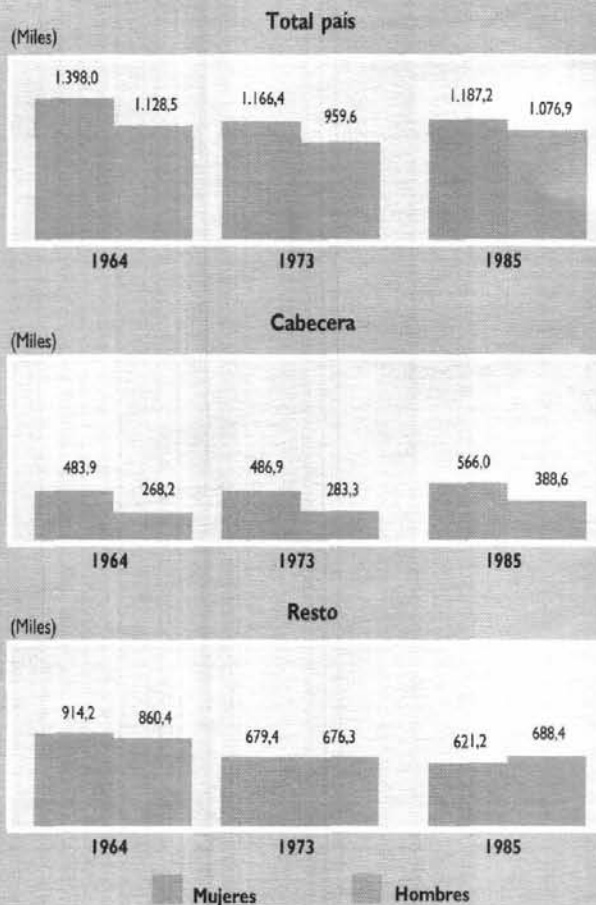 Total país
(Miles)
1.398,0 1.128,5 1.166,4 959,6 1.187,2 1.076,9
1964 1973 1985
Cabecera
(Miles)
483,9 268,2 486,9 283,3 566,0 388,6
1964 1973 1985
Resto
(Miles)
914,2 860,4 679,4 676,3 621,2 688,4
1964 1973 1985
Mujeres Hombres